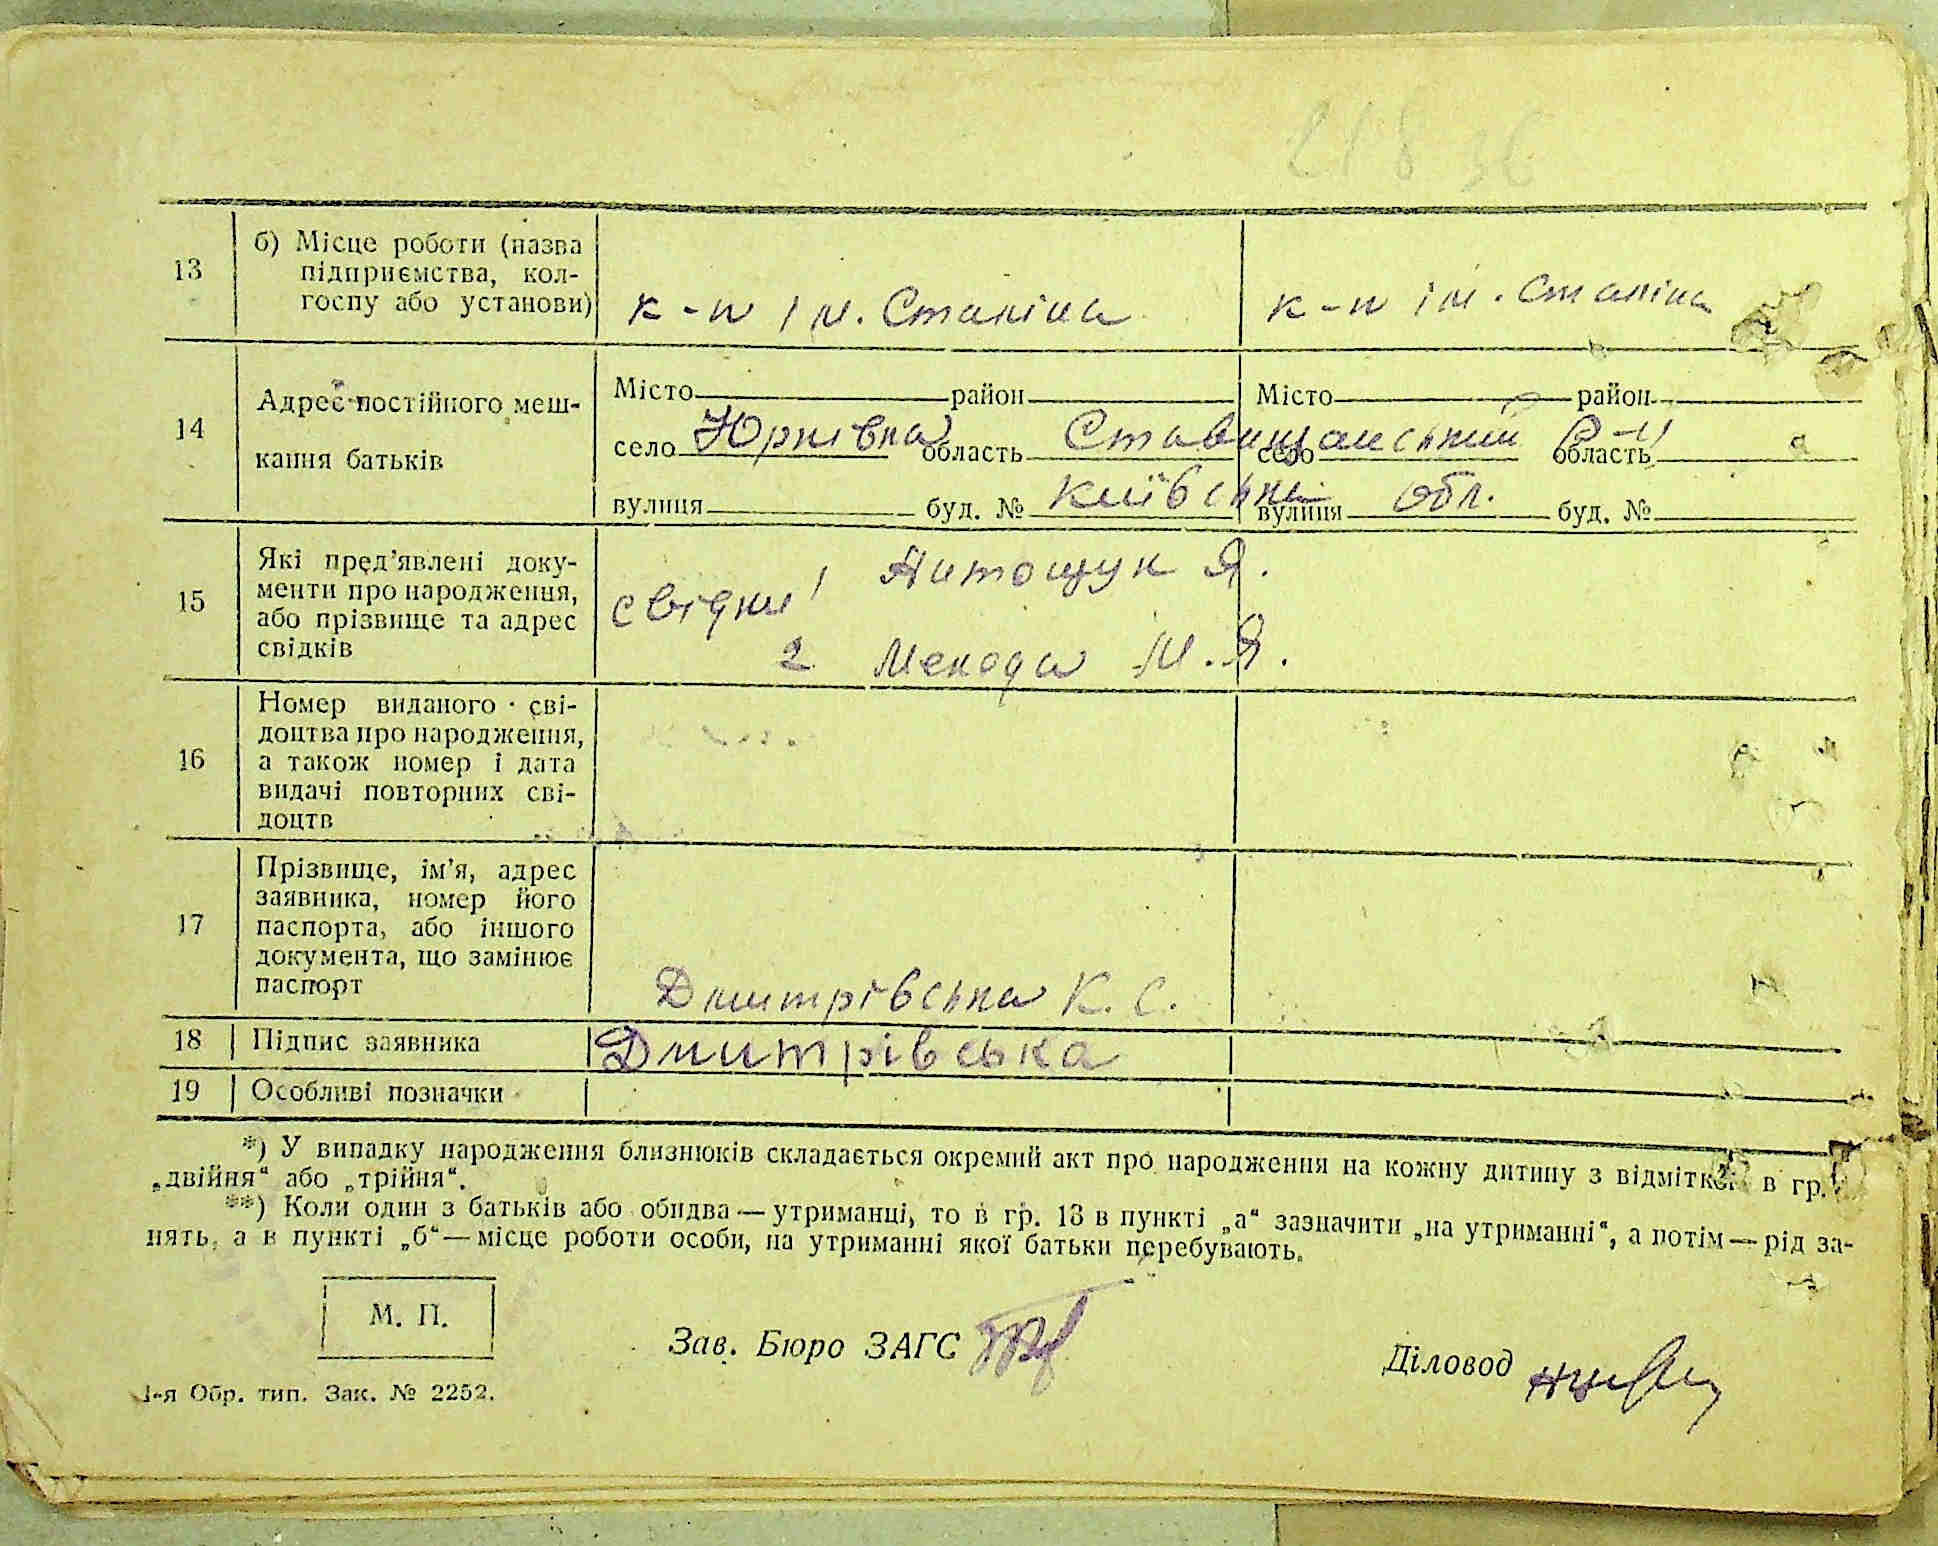 13
б) Місце роботи (назва
підприємства, кол-
госпу або установи)
к-п ім. Сталіна
к-п ім. Сталіна
14
Адрес постійного меш-
кання батьків
Місто район Місто район
село Юрківка область Ставищанський Р-н село область
вулиця буд. № Київська обл. вулиця буд. №
15
Які пред’явлені доку-
менти про народження,
або прізвище та адрес
свідків
свідки 1 Антощук Я.
2 М. Я.
16
Номер виданого сві-
доцтва про народження,
а також номер і дата
видачі повторних сві-
доцтв
17
Прізвище, ім’я, адрес
заявника, номер його
паспорта, або іншого
документа, що замінює
паспорт
Дмитрівська К. С.
18 Підпис заявника Дмитрівська
19 Особливі позначки
*) У випадку народження близнюків складається окремий акт про народження на кожну дитину з відміткою в гр.
„двійня“ або „трійня“.
**) Коли один з батьків або обидва — утриманці, то в гр. 13 в пункті „а“ зазначити „на утриманні“, а потім — рід за-
нять, а в пункті „б“ — місце роботи особи, на утриманні якої батьки перебувають.
М. П.
Зав. Бюро ЗАГС
Діловод
1-я Обр. тип. Зак. № 2252.